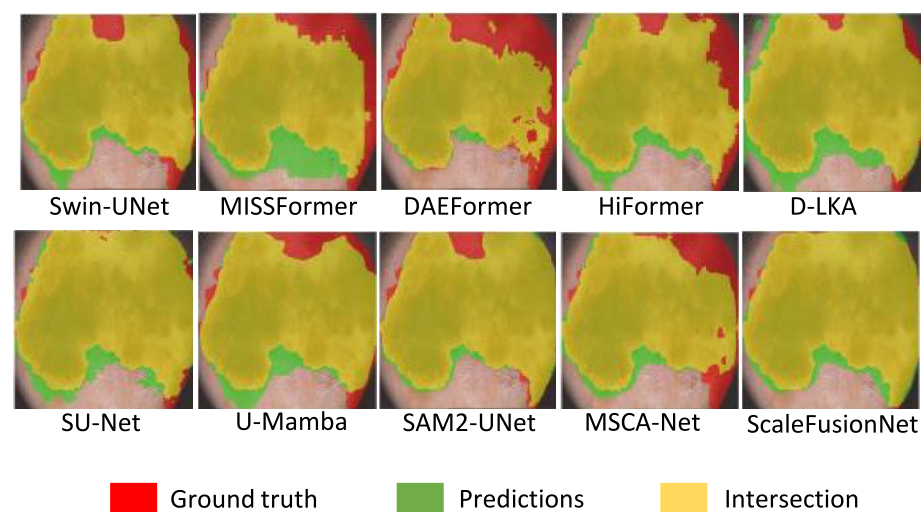 Swin-UNet MISSFormer DAEFormer HiFormer D-LKA
SU-Net U-Mamba SAM2-UNet MSCA-Net ScaleFusionNet
Ground truth Predictions Intersection